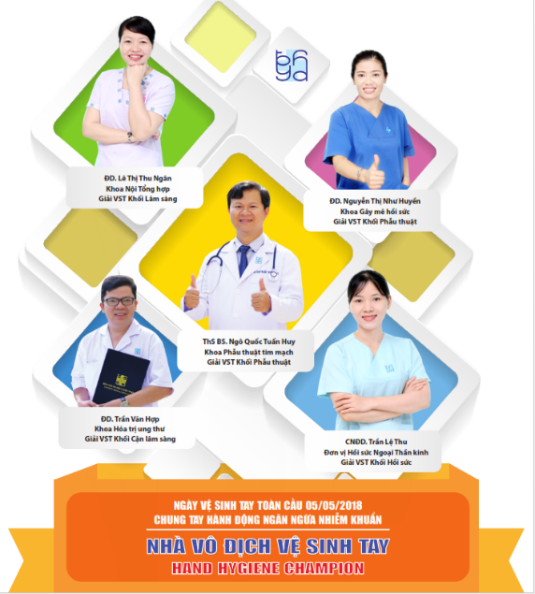 bh
yd
ĐD. Lê Thị Thu Ngân
Khoa Nội Tổng hợp
Giải VST Khối Lâm sàng
ĐD. Nguyễn Thị Như Huyền
Khoa Gây mê hồi sức
Giải VST Khối Phẫu thuật
ThS BS. Ngô Quốc Tuấn Huy
Khoa Phẫu thuật tim mạch
Giải VST Khối Phẫu thuật
ĐD. Trần Văn Hợp
Khoa Hóa trị ung thư
Giải VST Khối Cận lâm sàng
CNĐD. Trần Lệ Thu
Đơn vị Hồi sức Ngoại Thần kinh
Giải VST Khối Hồi sức
NGÀY VỆ SINH TAY TOÀN CẦU 05/05/2018
CHUNG TAY HÀNH ĐỘNG NGĂN NGỪA NHIỄM KHUẨN
NHÀ VÔ ĐỊCH VỆ SINH TAY
HAND HYGIENE CHAMPION